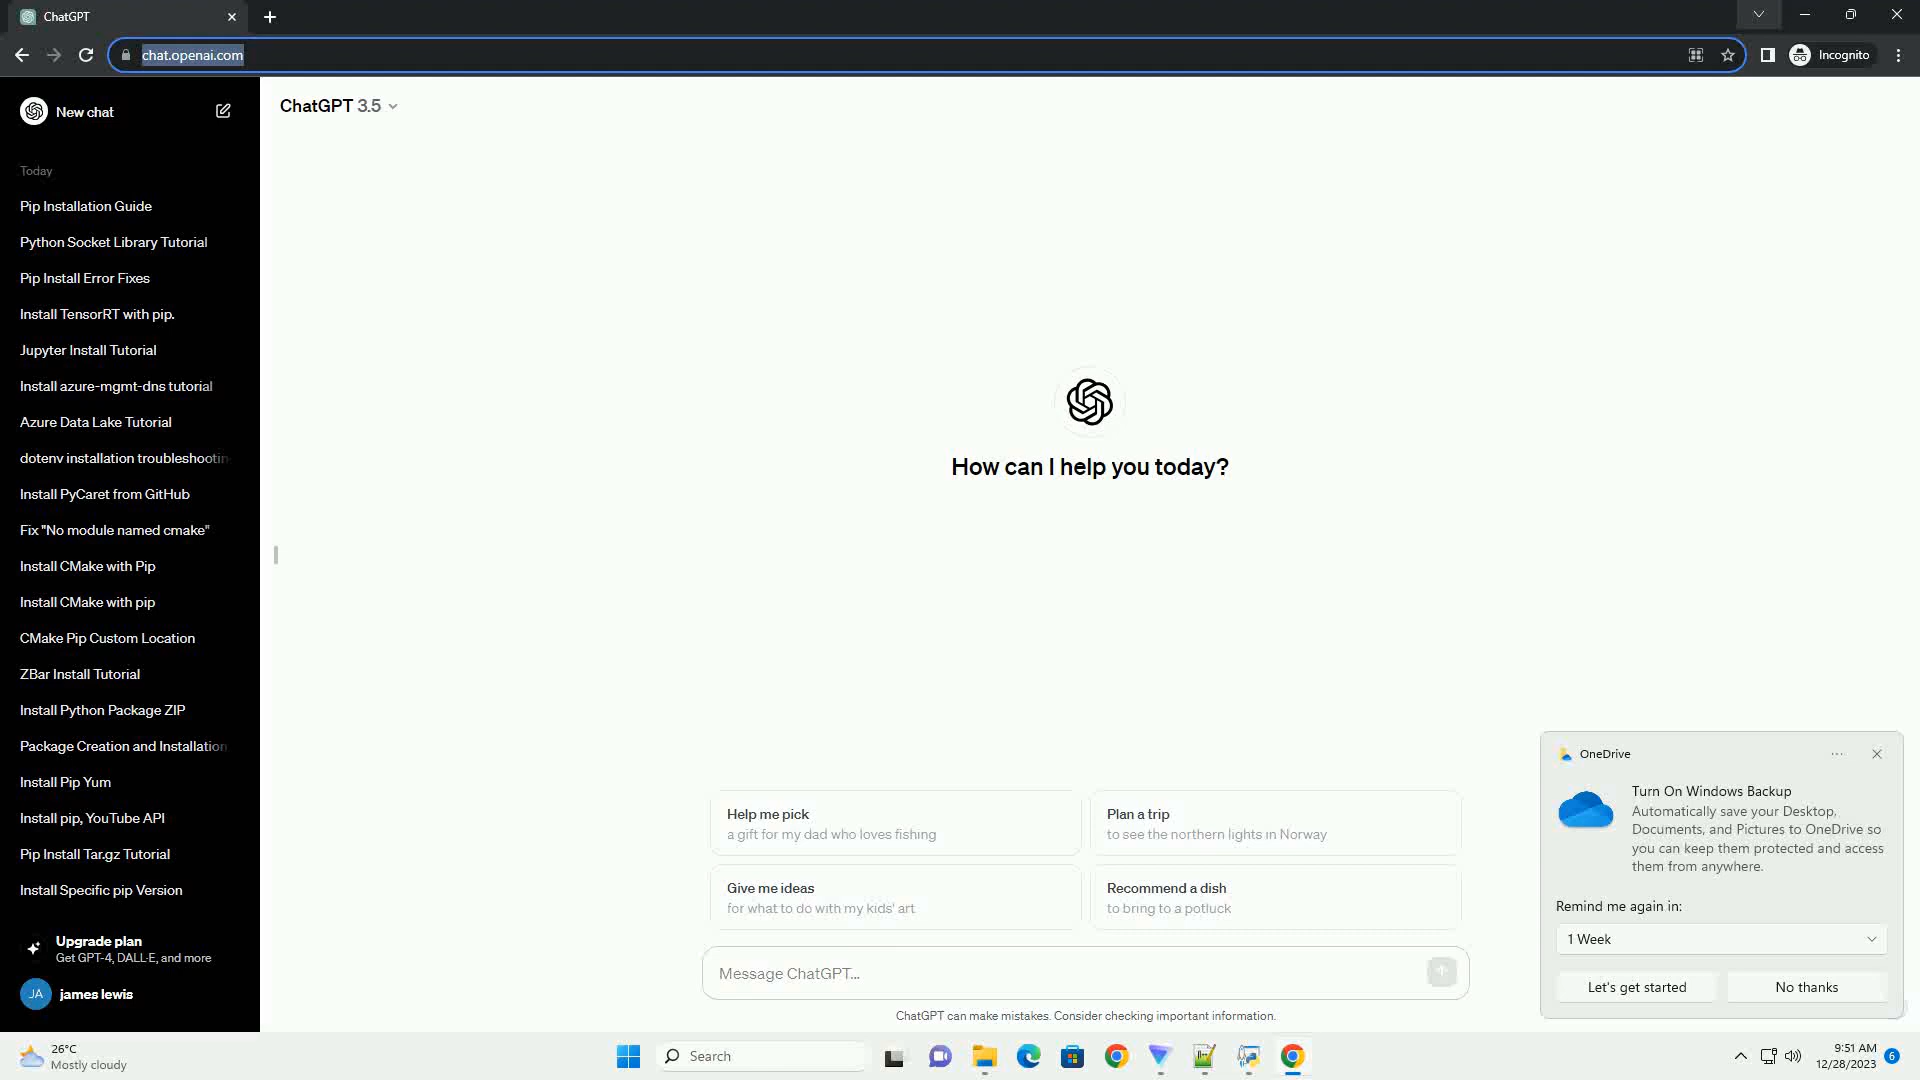 ChatGPT
chat.openai.com
Incognito
New chat
ChatGPT 3.5
Today
Pip Installation Guide
Python Socket Library Tutorial
Pip Install Error Fixes
Install TensorRT with pip.
Jupyter Install Tutorial
Install azure-mgmt-dns tutorial
Azure Data Lake Tutorial
dotenv installation troubleshootin
Install PyCaret from GitHub
Fix "No module named cmake"
Install CMake with Pip
Install CMake with pip
CMake Pip Custom Location
ZBar Install Tutorial
Install Python Package ZIP
Package Creation and Installation
Install Pip Yum
Install pip, YouTube API
Pip Install Tar.gz Tutorial
Install Specific pip Version
Upgrade plan
Get GPT-4, DALL·E, and more
JA james lewis
How can I help you today?
Help me pick
a gift for my dad who loves fishing
Plan a trip
to see the northern lights in Norway
Give me ideas
for what to do with my kids' art
Recommend a dish
to bring to a potluck
Message ChatGPT...
ChatGPT can make mistakes. Consider checking important information.
OneDrive
Turn On Windows Backup
Automatically save your Desktop,
Documents, and Pictures to OneDrive so
you can keep them protected and access
them from anywhere.
Remind me again in:
1 Week
Let's get started
No thanks
26°C
Mostly cloudy
Search
9:51 AM
12/28/2023
6